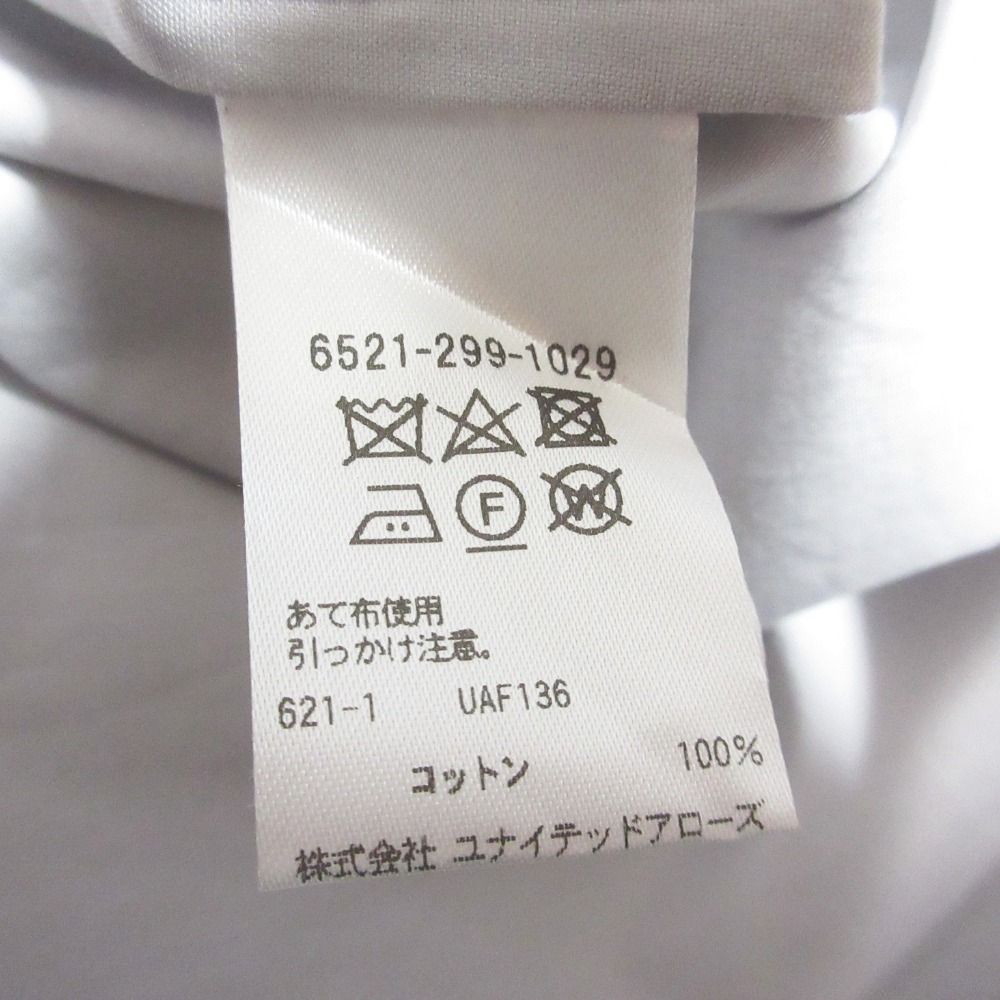 6521-299-1029
F W
あて布使用
引っかけ注意。
621-1 UAF136
コットン 100%
株式会社 ユナイテッドアローズ